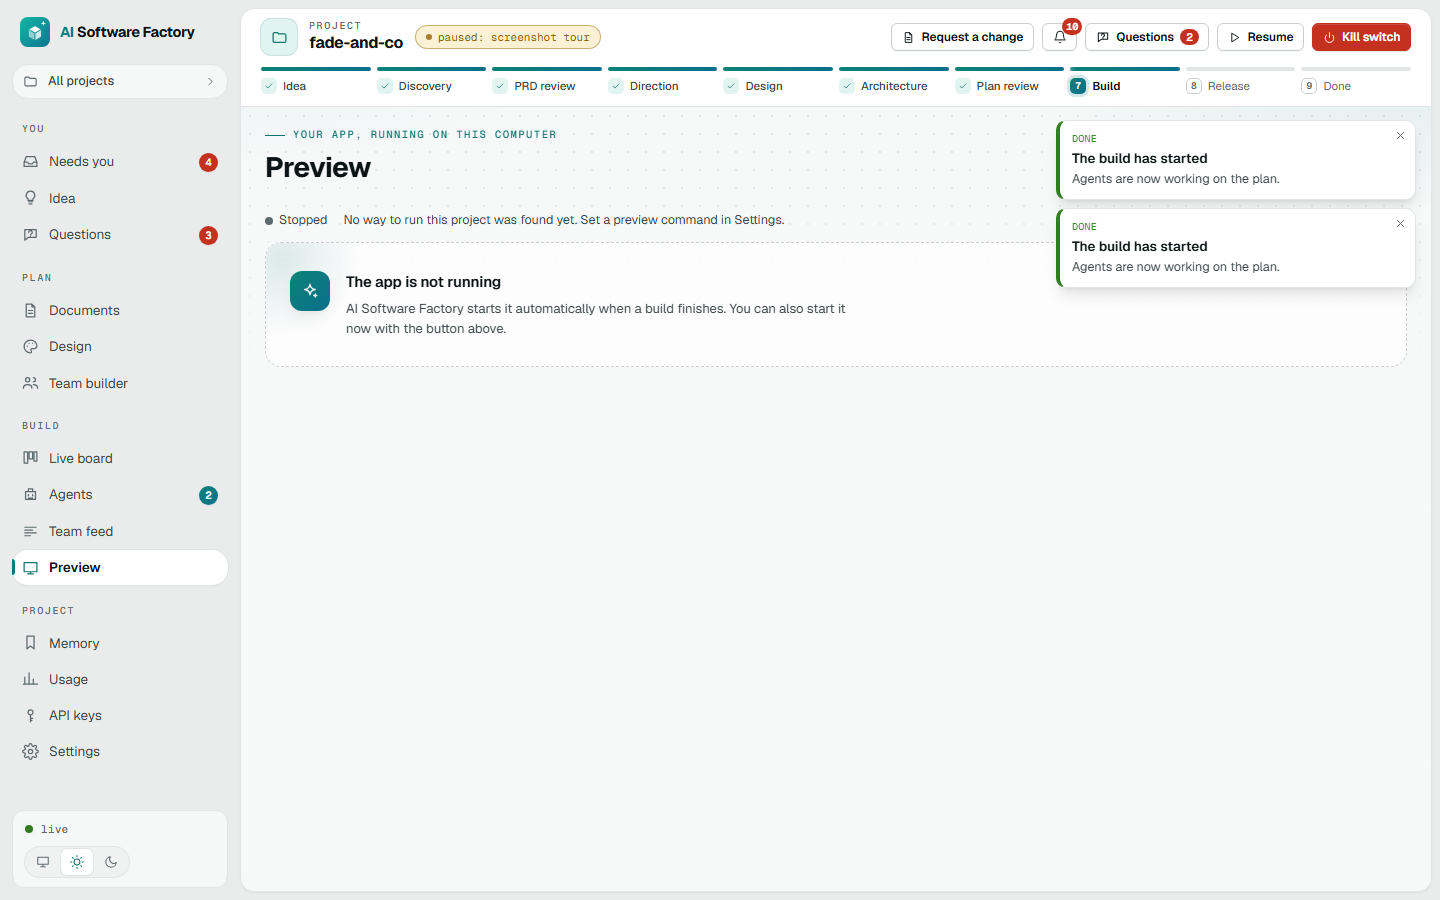 AI Software Factory
All projects
YOU
Needs you 4
Idea
Questions 3
PLAN
Documents
Design
Team builder
BUILD
Live board
Agents 2
Team feed
Preview
PROJECT
Memory
Usage
API keys
Settings
live
PROJECT
fade-and-co
paused: screenshot tour
Request a change
10
Questions 2
Resume
Kill switch
Idea
Discovery
PRD review
Direction
Design
Architecture
Plan review
7 Build
8 Release
9 Done
YOUR APP, RUNNING ON THIS COMPUTER
Preview
Stopped
No way to run this project was found yet. Set a preview command in Settings.
The app is not running
AI Software Factory starts it automatically when a build finishes. You can also start it
now with the button above.
DONE
The build has started
Agents are now working on the plan.
DONE
The build has started
Agents are now working on the plan.